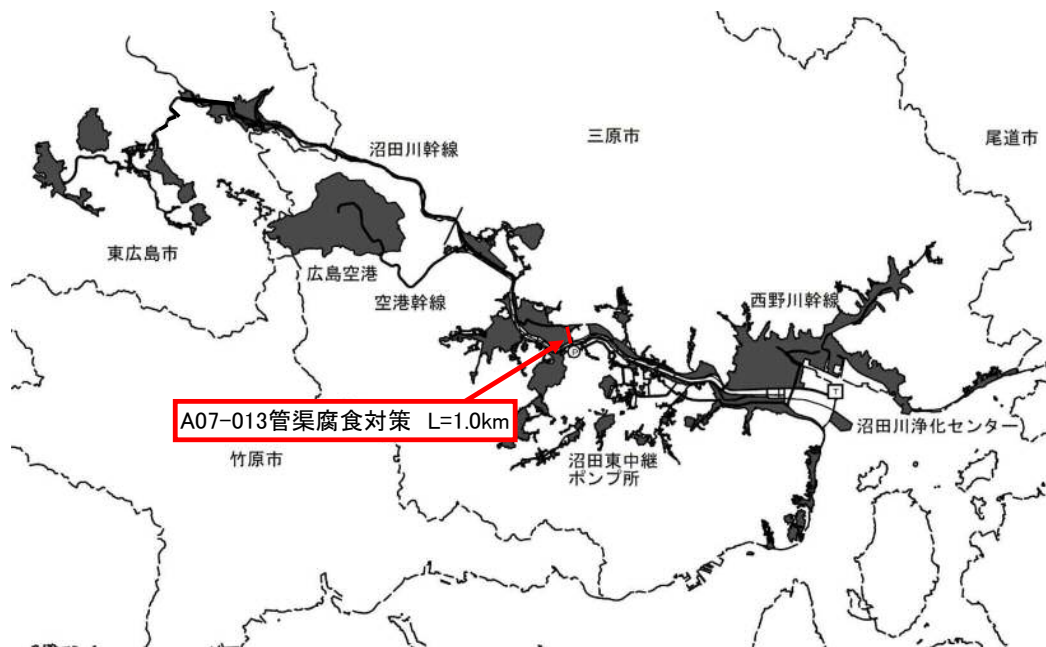 三原市
尾道市
沼田川幹線
東広島市
広島空港
空港幹線
西野川幹線
P
T
A07-013管渠腐食対策 L=1.0km
沼田川浄化センター
竹原市
沼田東中継
ポンプ所